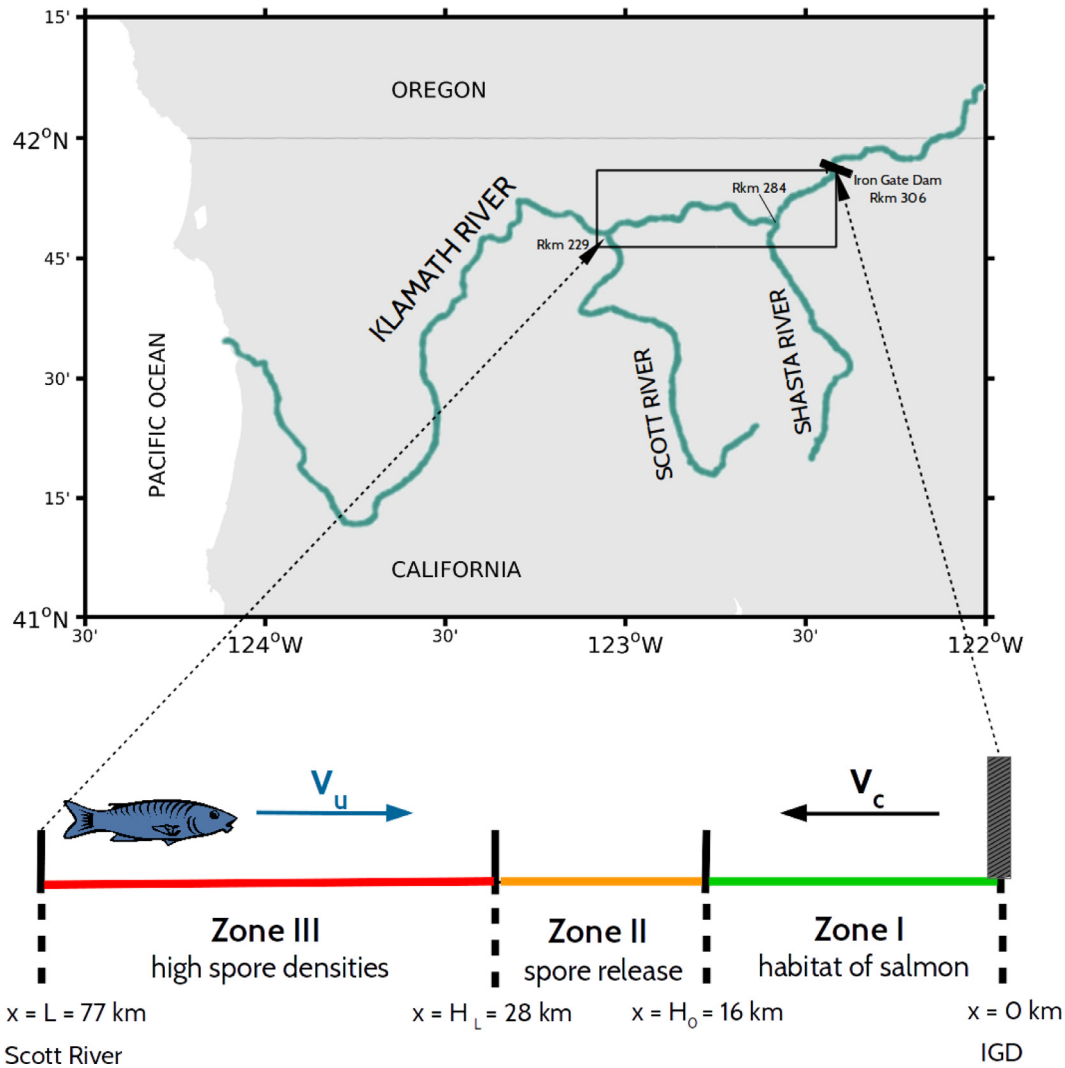 15'
OREGON
42°N
Rkm 284
Iron Gate Dam
Rkm 306
KLAMATH RIVER
Rkm 229
45'
PACIFIC OCEAN
30'
SCOTT RIVER
SHASTA RIVER
15'
CALIFORNIA
41°N
30'
124°W
30'
123°W
30'
122°W
Vu
Vc
Zone III
high spore densities
Zone II
spore release
Zone I
habitat of salmon
x = L = 77 km
x = HL = 28 km
x = HO = 16 km
x = 0 km
Scott River
IGD